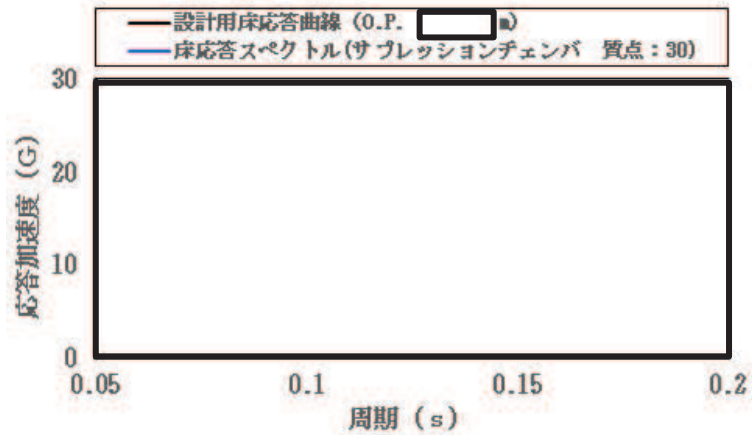 設計用床応答曲線（O.P. m）
床応答スペクトル(サプレッションチェンバ 質点：30)
30
20
10
0
応答加速度（G）
0.05 0.1 0.15 0.2
周期（s）